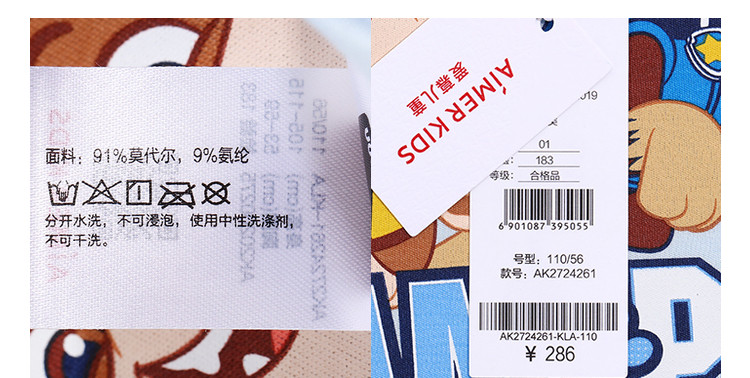 面料：91%莫代尔，9%氨纶
分开水洗，不可浸泡，使用中性洗涤剂，
不可干洗。
AIMER KIDS
爱慕儿童
019
01
183
等级： 合格品
6 901087 395055
号型：110/56
款号：AK2724261
AK2724261-KLA-110
¥ 286